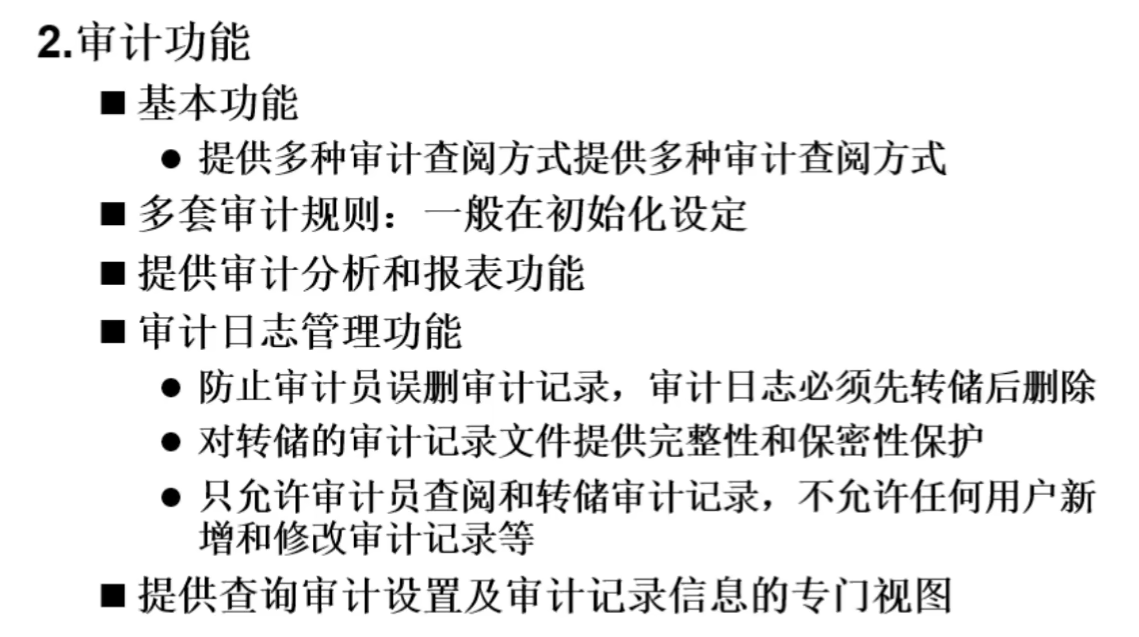 2.审计功能
■ 基本功能
● 提供多种审计查阅方式提供多种审计查阅方式
■ 多套审计规则：一般在初始化设定
■ 提供审计分析和报表功能
■ 审计日志管理功能
● 防止审计员误删审计记录，审计日志必须先转储后删除
● 对转储的审计记录文件提供完整性和保密性保护
● 只允许审计员查阅和转储审计记录，不允许任何用户新
增和修改审计记录等
■ 提供查询审计设置及审计记录信息的专门视图